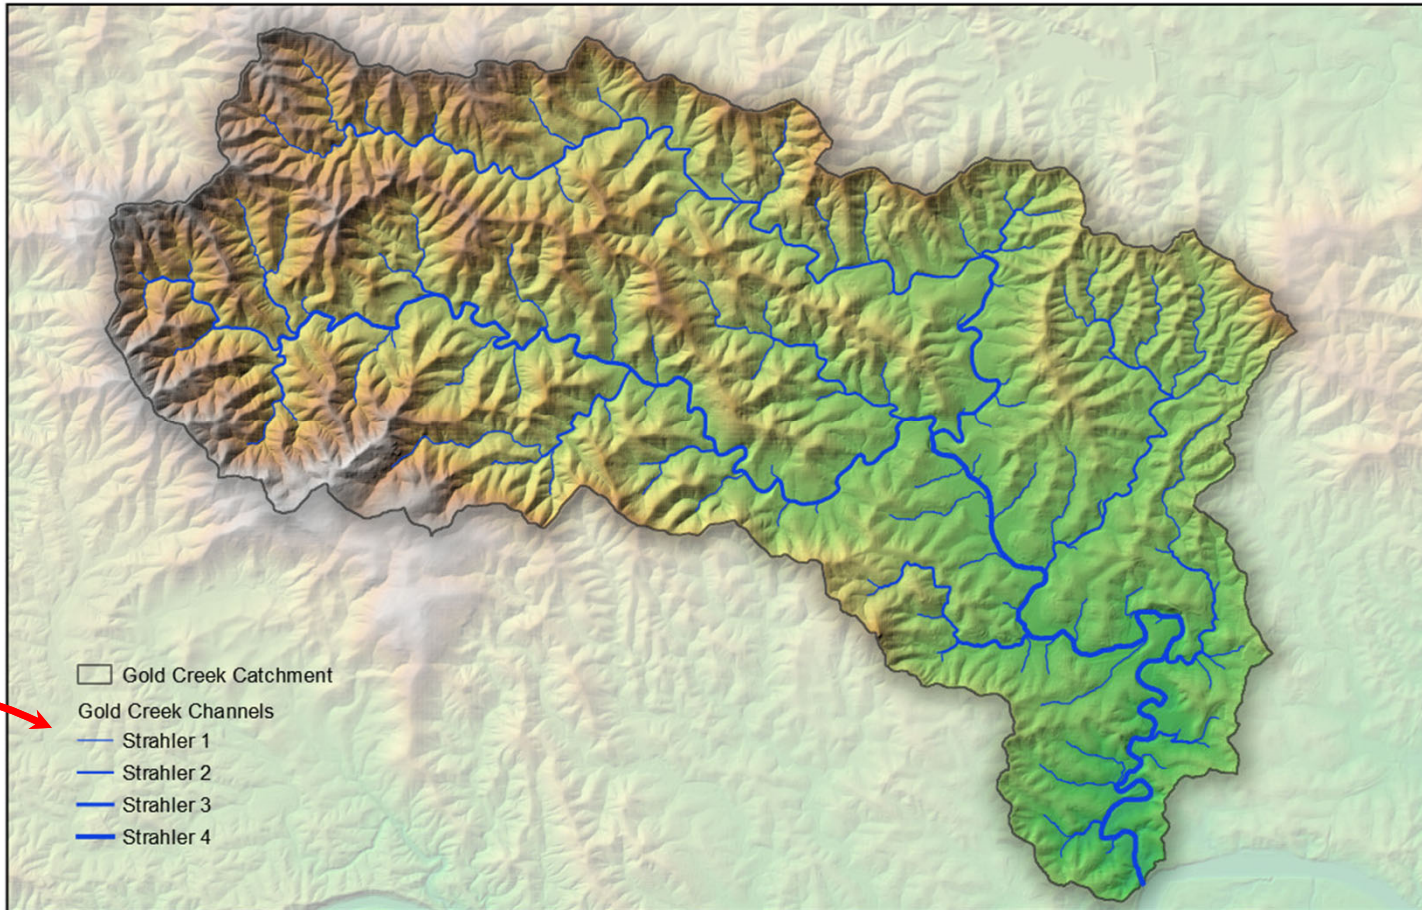 Gold Creek Catchment
Gold Creek Channels
Strahler 1
Strahler 2
Strahler 3
Strahler 4